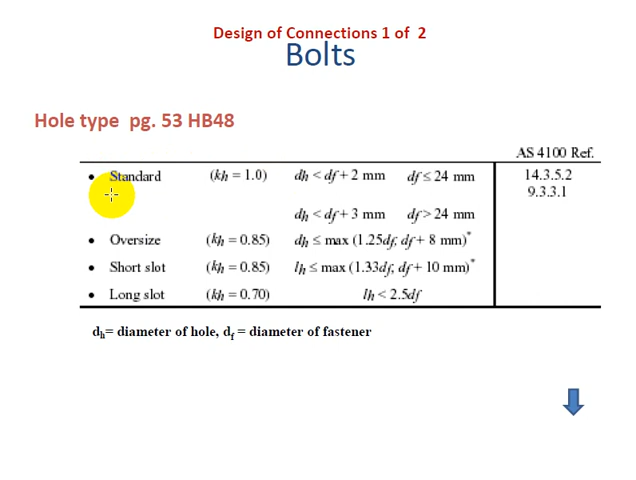 Design of Connections 1 of 2
Bolts
Hole type pg. 53 HB48
AS 4100 Ref.
• Standard (kh = 1.0) dh < df + 2 mm df ≤ 24 mm 14.3.5.2
9.3.3.1
dh < df + 3 mm df > 24 mm
• Oversize (kh = 0.85) dh ≤ max (1.25df, df + 8 mm)*
• Short slot (kh = 0.85) lh ≤ max (1.33df, df + 10 mm)*
• Long slot (kh = 0.70) lh < 2.5df
dh= diameter of hole, df = diameter of fastener